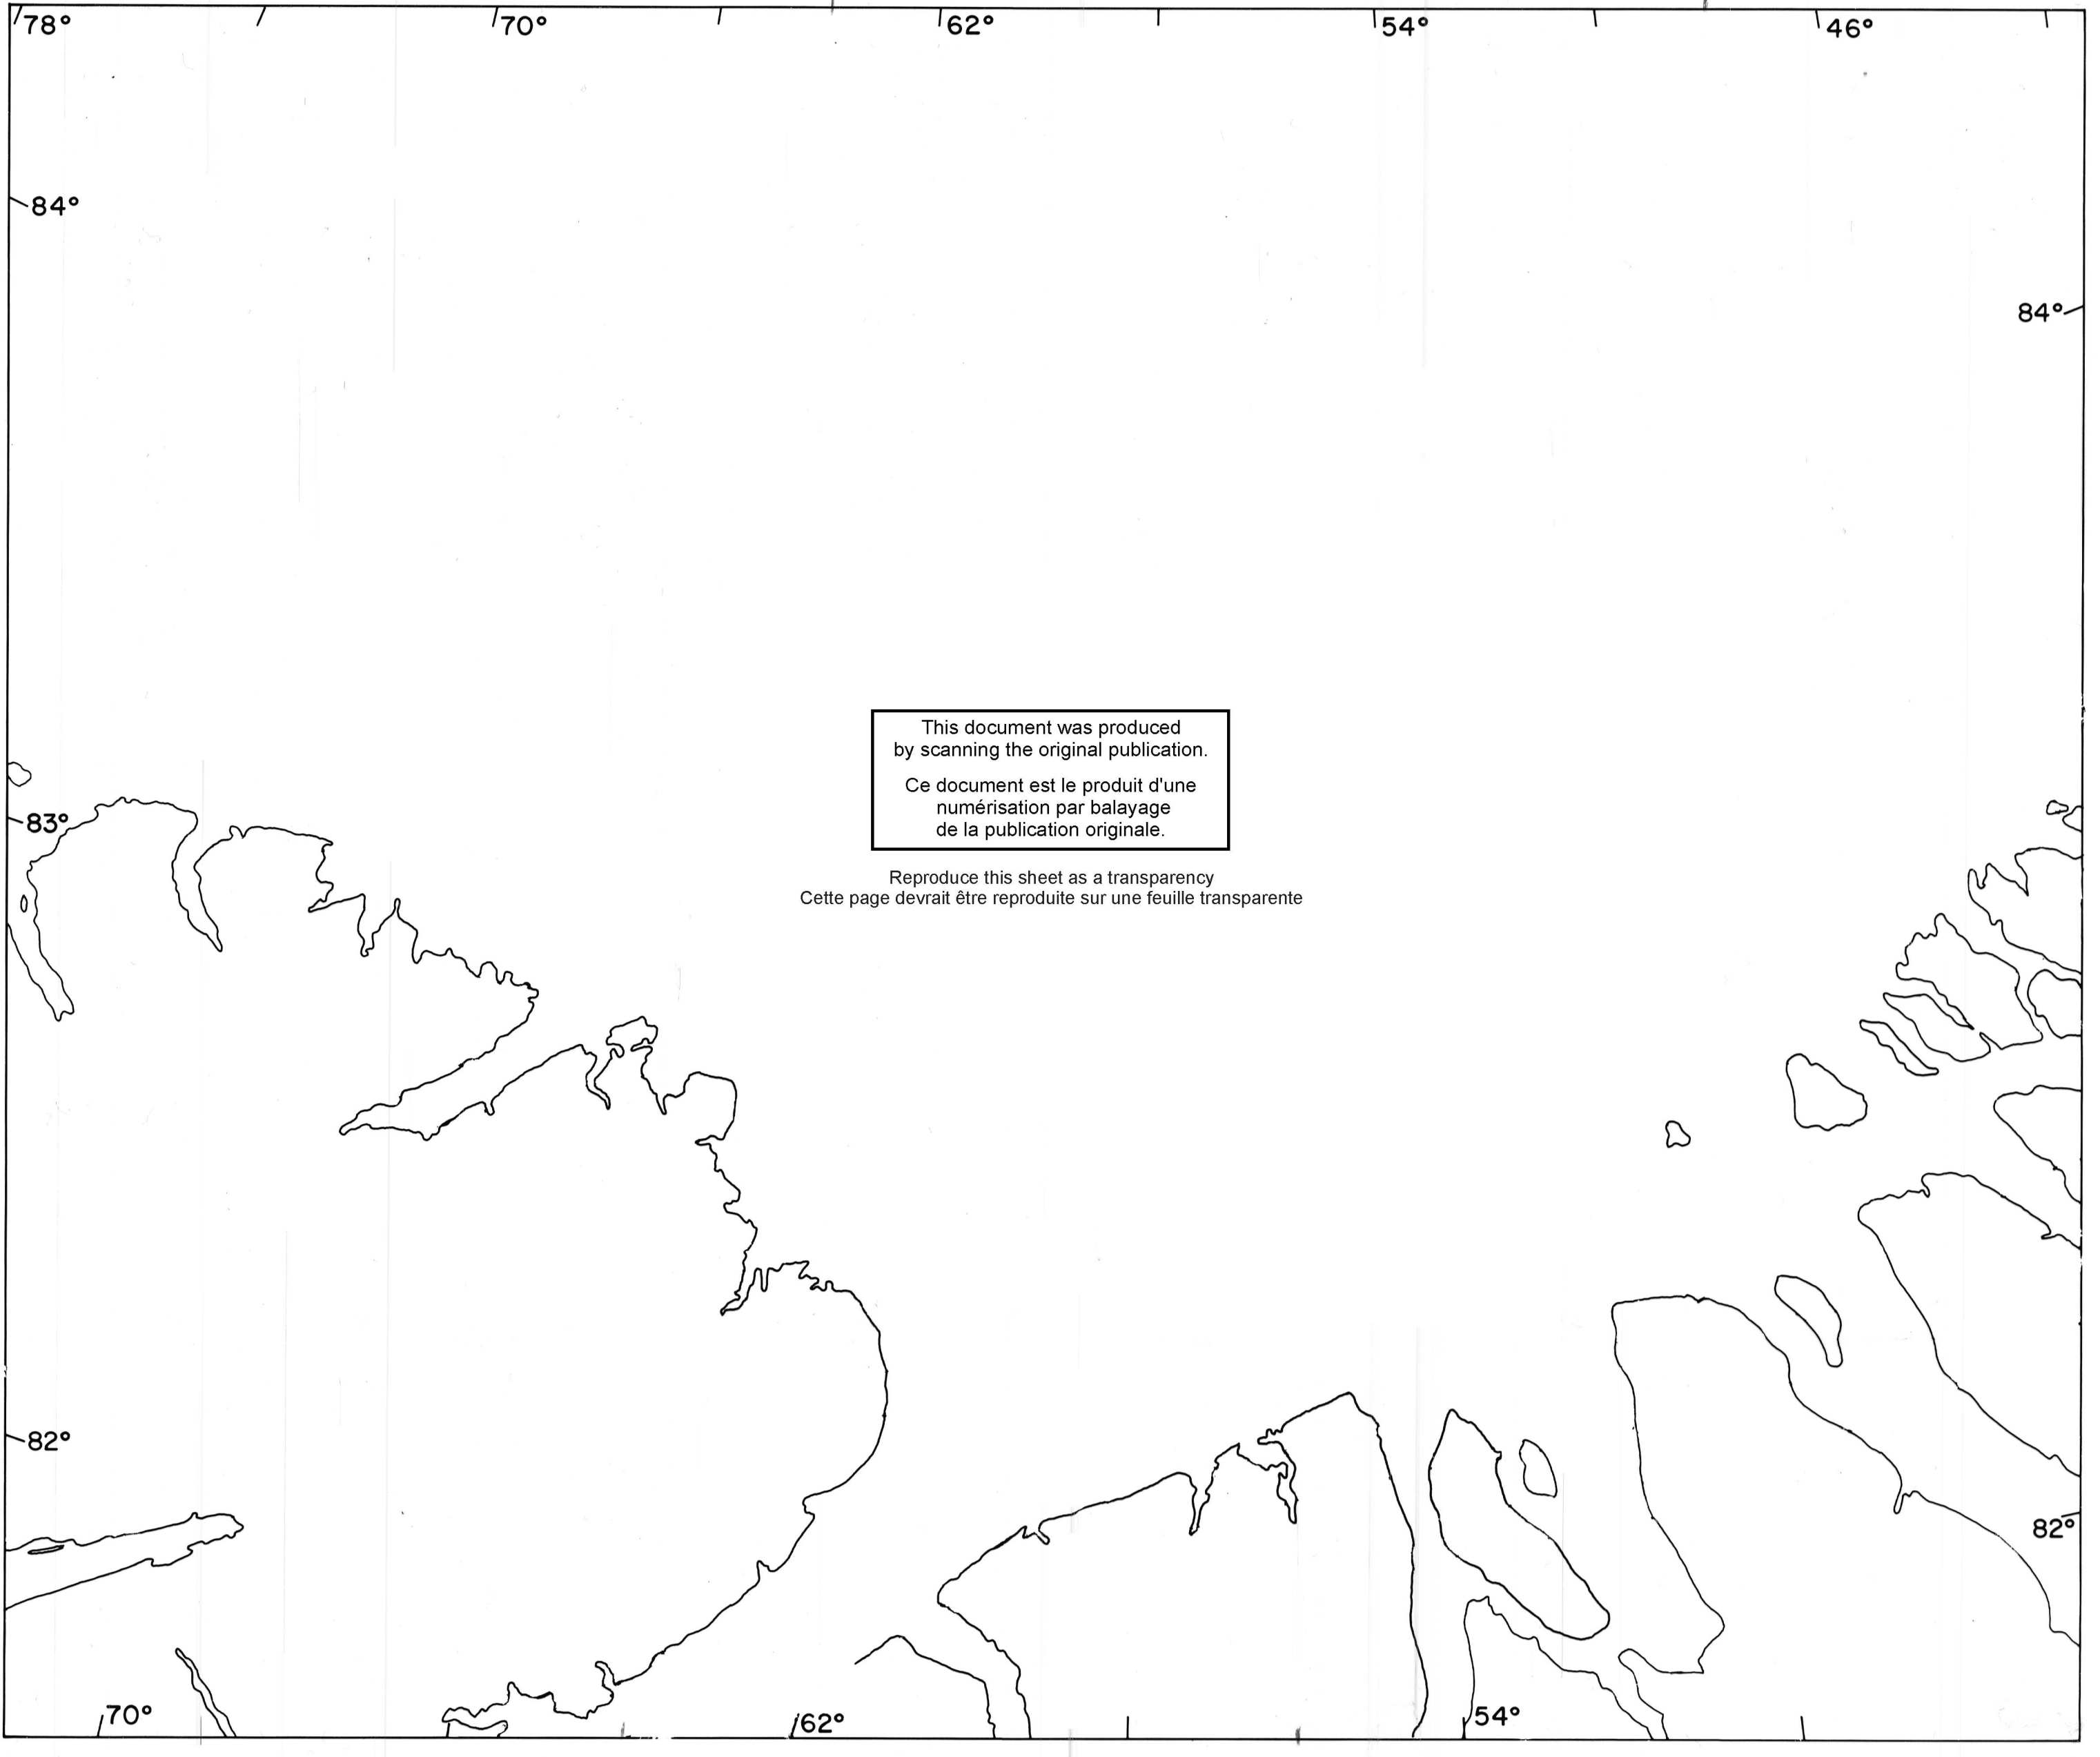 78°
70°
62°
54°
46°
84°
84°
This document was produced
by scanning the original publication.
Ce document est le produit d'une
numérisation par balayage
de la publication originale.
83°
Reproduce this sheet as a transparency
Cette page devrait être reproduite sur une feuille transparente
82°
82°
70°
62°
54°